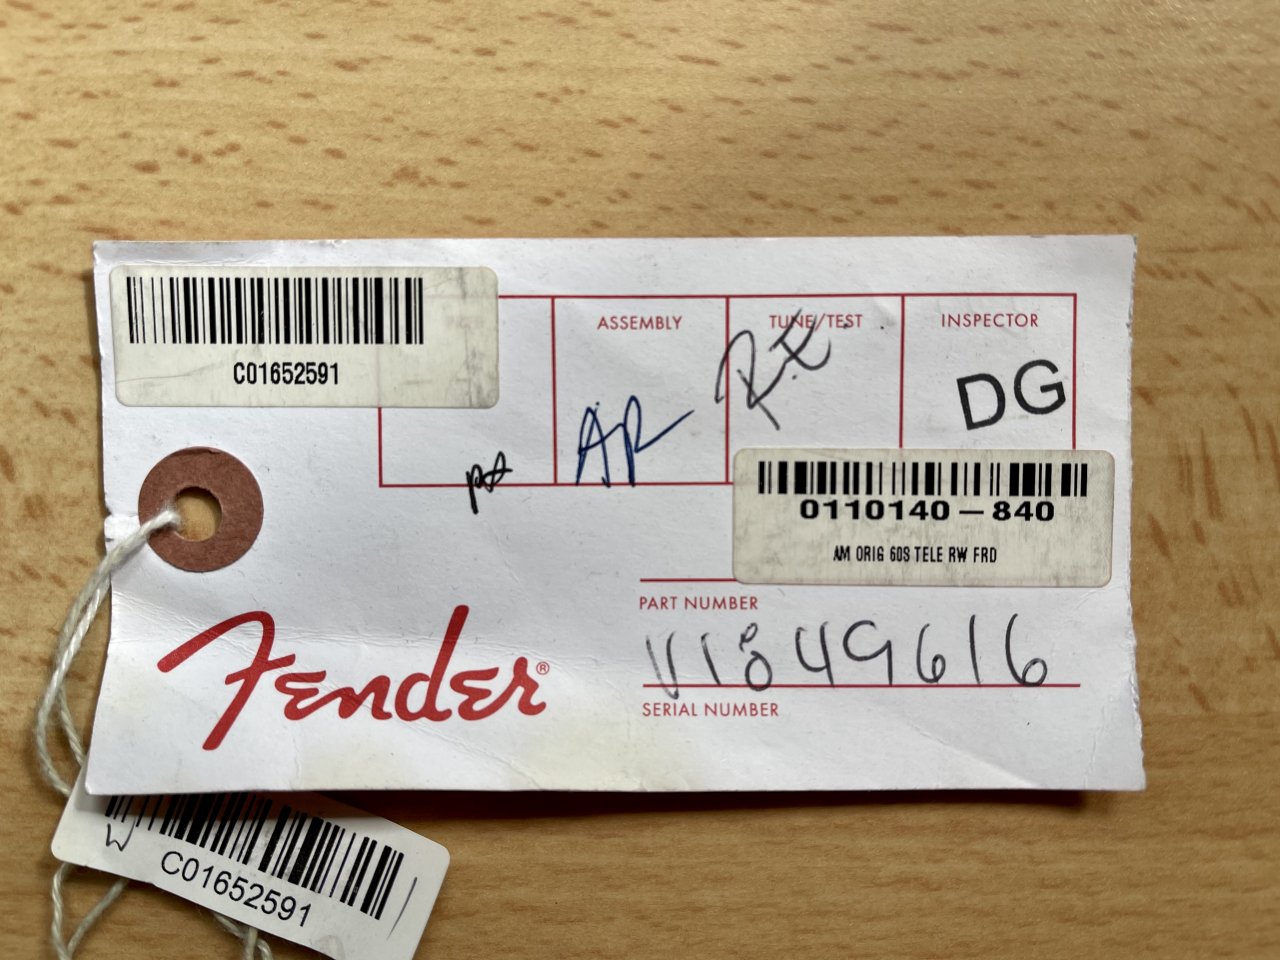 C01652591
ASSEMBLY
TUNE/TEST
INSPECTOR
AR
R.E
DG
0110140-840
AM ORIG 60S TELE RW FRD
PART NUMBER
V1849616
SERIAL NUMBER
Fender®
W
C01652591